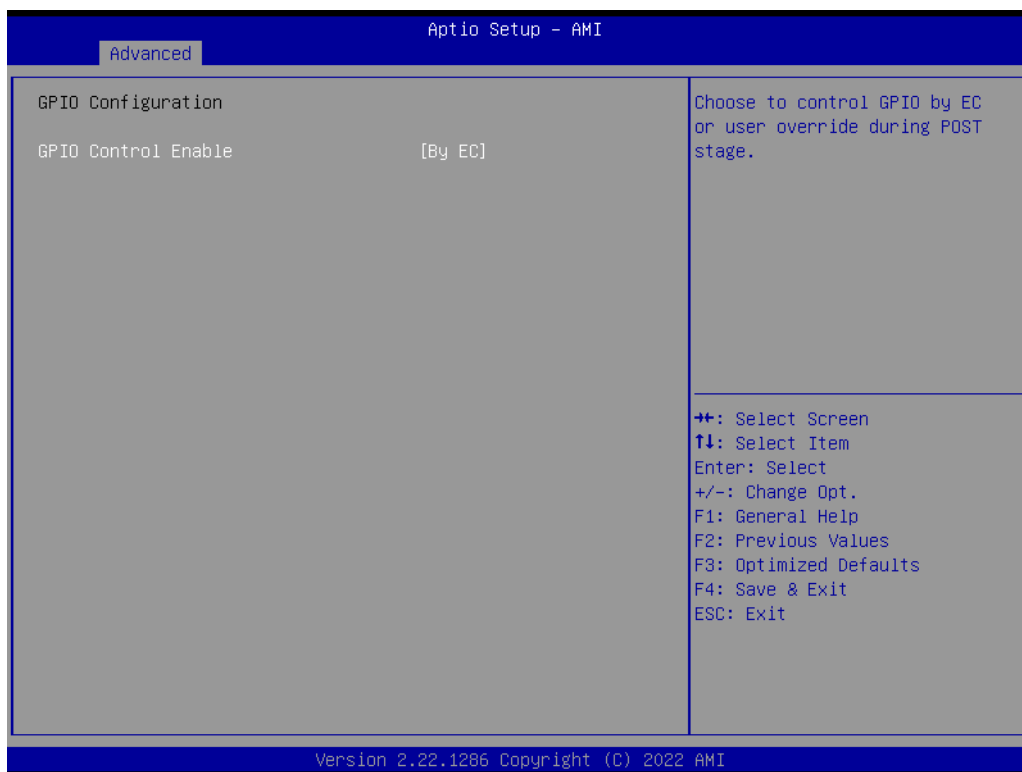 Aptio Setup - AMI
Advanced
GPIO Configuration
GPIO Control Enable [By EC]
Choose to control GPIO by EC
or user override during POST
stage.
→←: Select Screen
↑↓: Select Item
Enter: Select
+/-: Change Opt.
F1: General Help
F2: Previous Values
F3: Optimized Defaults
F4: Save & Exit
ESC: Exit
Version 2.22.1286 Copyright (C) 2022 AMI